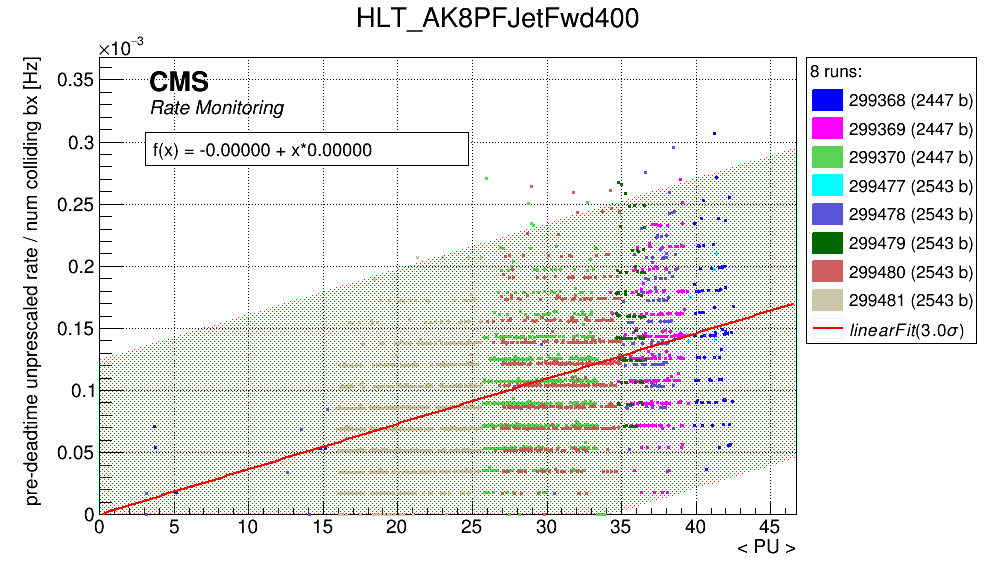 HLT_AK8PFJetFwd400
×10⁻³
pre-deadtime unprescaled rate / num colliding bx [Hz]
0.35
0.3
0.25
0.2
0.15
0.1
0.05
0
CMS
Rate Monitoring
f(x) = -0.00000 + x*0.00000
0 5 10 15 20 25 30 35 40 45
< PU >
8 runs:
299368 (2447 b)
299369 (2447 b)
299370 (2447 b)
299477 (2543 b)
299478 (2543 b)
299479 (2543 b)
299480 (2543 b)
299481 (2543 b)
linearFit(3.0σ)